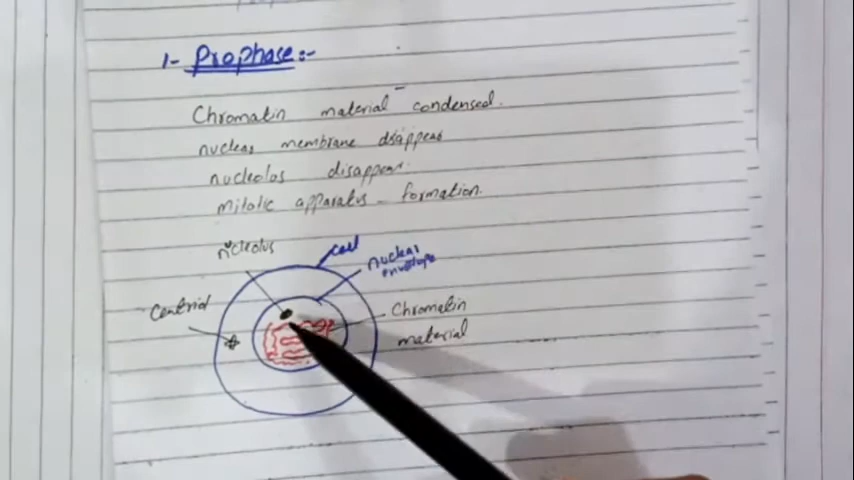 1- Prophase:-
Chromatin material condensed.
nuclear membrane disappear
nucleolus disappear
mitotic apparatus formation.
nucleolus
cell
nuclear
envelope
Centriol
Chromatin
material